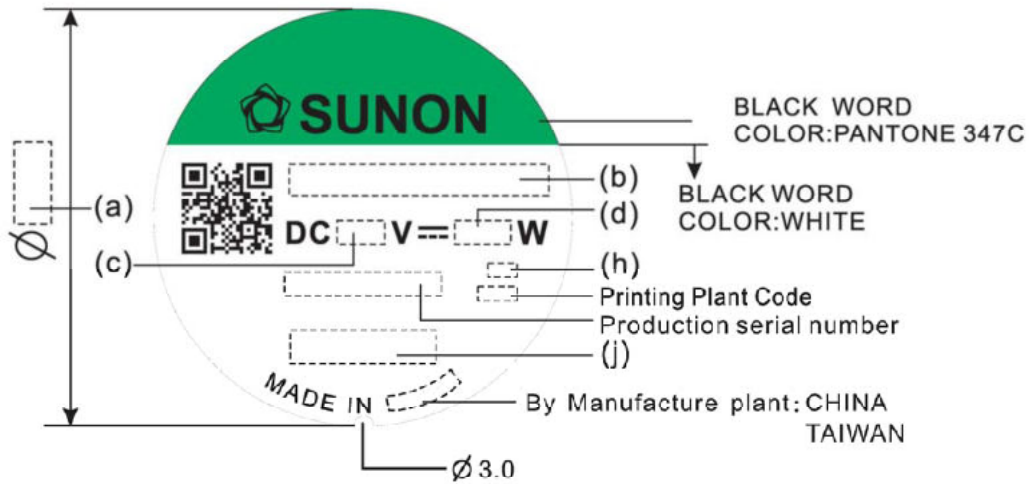 SUNON
BLACK WORD
COLOR:PANTONE 347C
(a)
(b)
BLACK WORD
COLOR:WHITE
(d)
DC V W
Ø
(c)
(h)
Printing Plant Code
Production serial number
(j)
MADE IN
By Manufacture plant: CHINA
TAIWAN
Ø 3.0